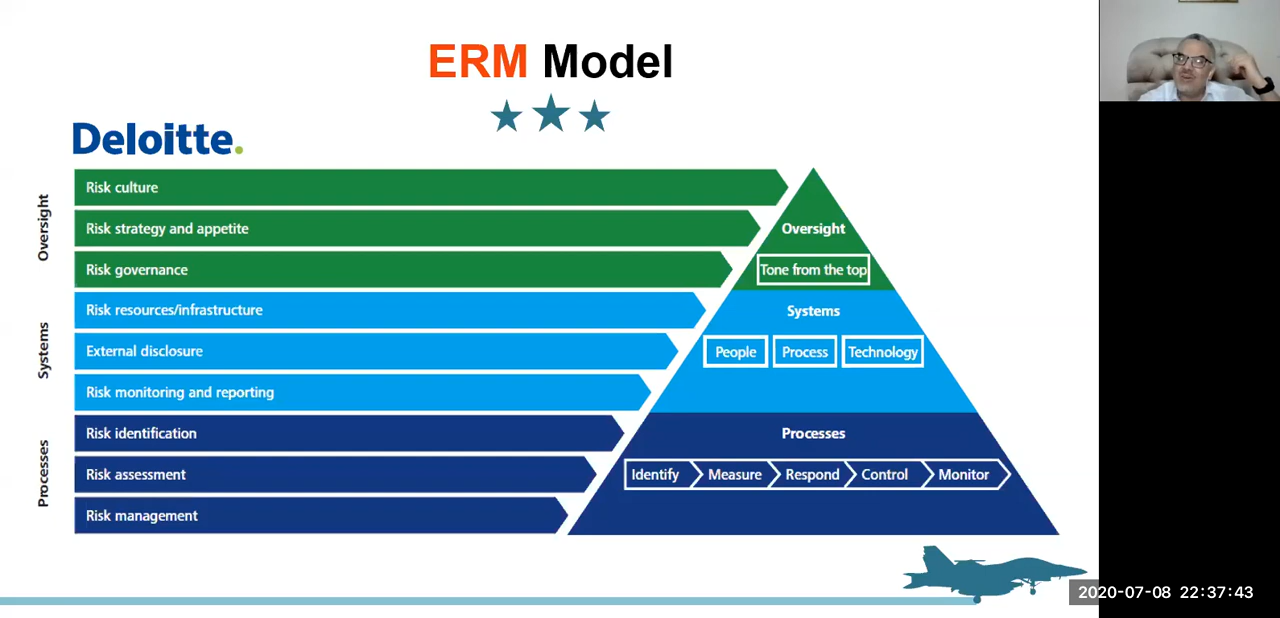 ERM Model
Deloitte.
Oversight
Risk culture
Risk strategy and appetite
Risk governance
Systems
Risk resources/infrastructure
External disclosure
Risk monitoring and reporting
Processes
Risk identification
Risk assessment
Risk management
Oversight
Tone from the top
Systems
People Process Technology
Processes
Identify Measure Respond Control Monitor
2020-07-08 22:37:43